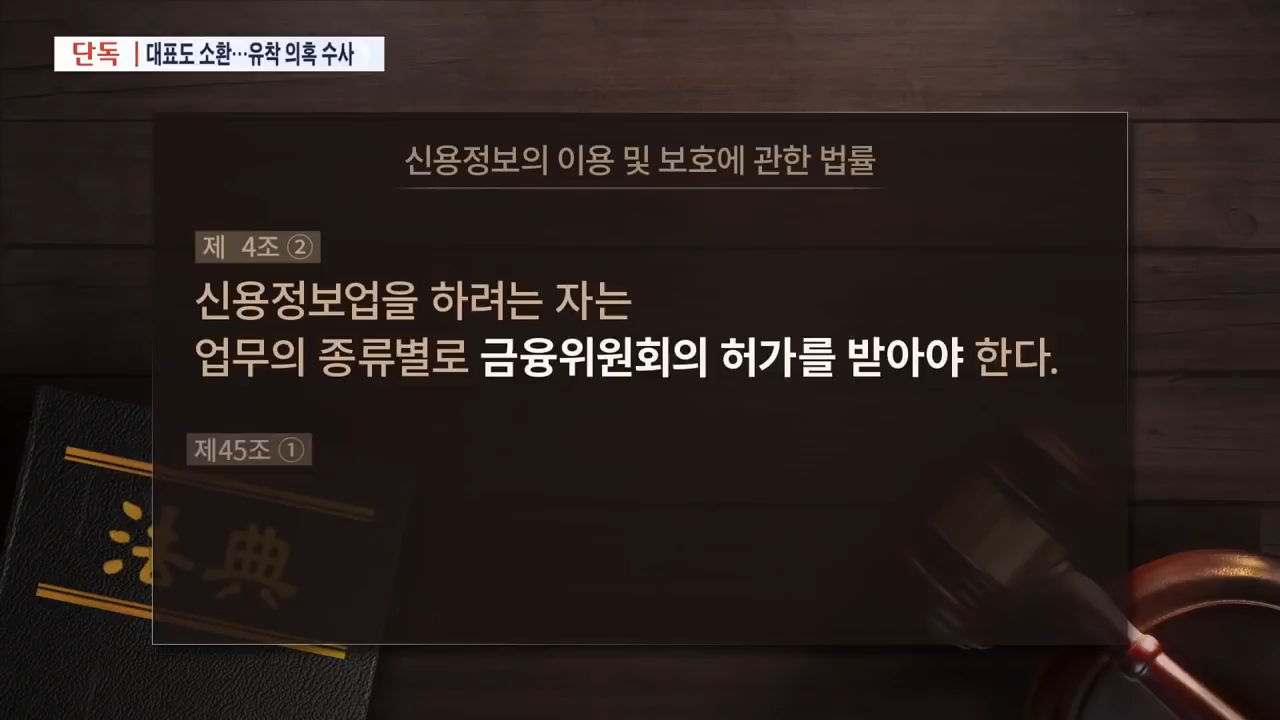 단독 | 대표도 소환…유착 의혹 수사
신용정보의 이용 및 보호에 관한 법률
제 4조 ②
신용정보업을 하려는 자는
업무의 종류별로 금융위원회의 허가를 받아야 한다.
제45조 ①
法典